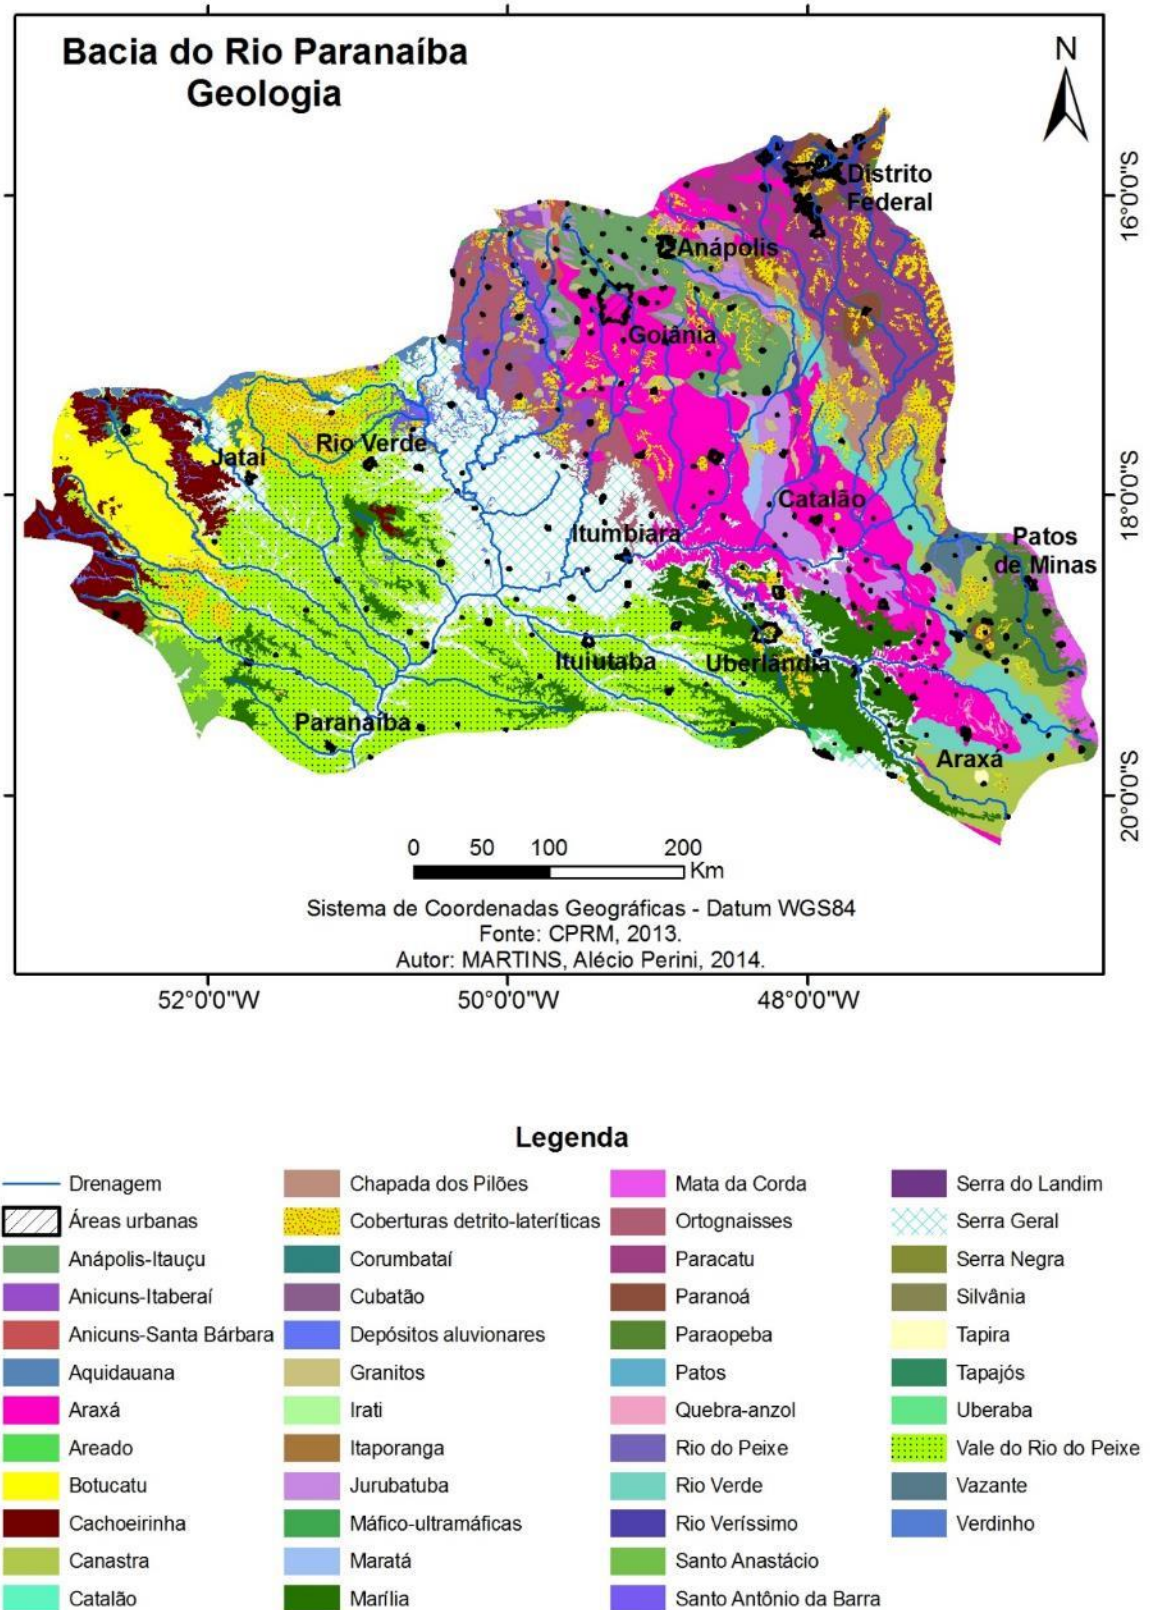 Bacia do Rio Paranaíba
Geologia
N
Distrito
Federal
16°0'0"S
Anápolis
Goiânia
Rio Verde
Jataí
Catalão
18°0'0"S
Itumbiara
Patos
de Minas
Ituiutaba
Uberlândia
Paranaíba
Araxá
20°0'0"S
0 50 100 200
Km
Sistema de Coordenadas Geográficas - Datum WGS84
Fonte: CPRM, 2013.
Autor: MARTINS, Alécio Perini, 2014.
52°0'0"W 50°0'0"W 48°0'0"W
Legenda
Drenagem
Áreas urbanas
Anápolis-Itauçu
Anicuns-Itaberaí
Anicuns-Santa Bárbara
Aquidauana
Araxá
Areado
Botucatu
Cachoeirinha
Canastra
Catalão
Chapada dos Pilões
Coberturas detrito-lateríticas
Corumbataí
Cubatão
Depósitos aluvionares
Granitos
Irati
Itaporanga
Jurubatuba
Máfico-ultramáficas
Maratá
Marília
Mata da Corda
Ortognaisses
Paracatu
Paranoá
Paraopeba
Patos
Quebra-anzol
Rio do Peixe
Rio Verde
Rio Veríssimo
Santo Anastácio
Santo Antônio da Barra
Serra do Landim
Serra Geral
Serra Negra
Silvânia
Tapira
Tapajós
Uberaba
Vale do Rio do Peixe
Vazante
Verdinho